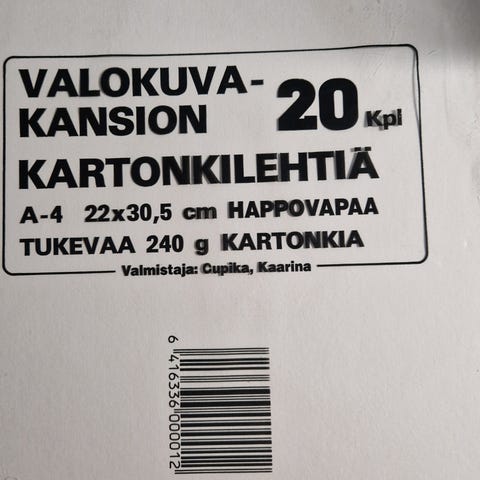 VALOKUVA-
KANSION 20 Kpl
KARTONKILEHTIÄ
A-4 22x30,5 cm HAPPOVAPAA
TUKEVAA 240 g KARTONKIA
Valmistaja: Cupika, Kaarina
6 416336 000012